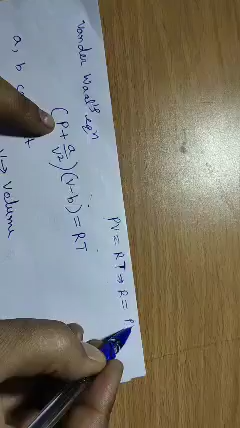 Vander Waal's eqn
(P + a/V²)(V-b) = RT
a, b
V → Volume
PV = RT ⇒ R = P